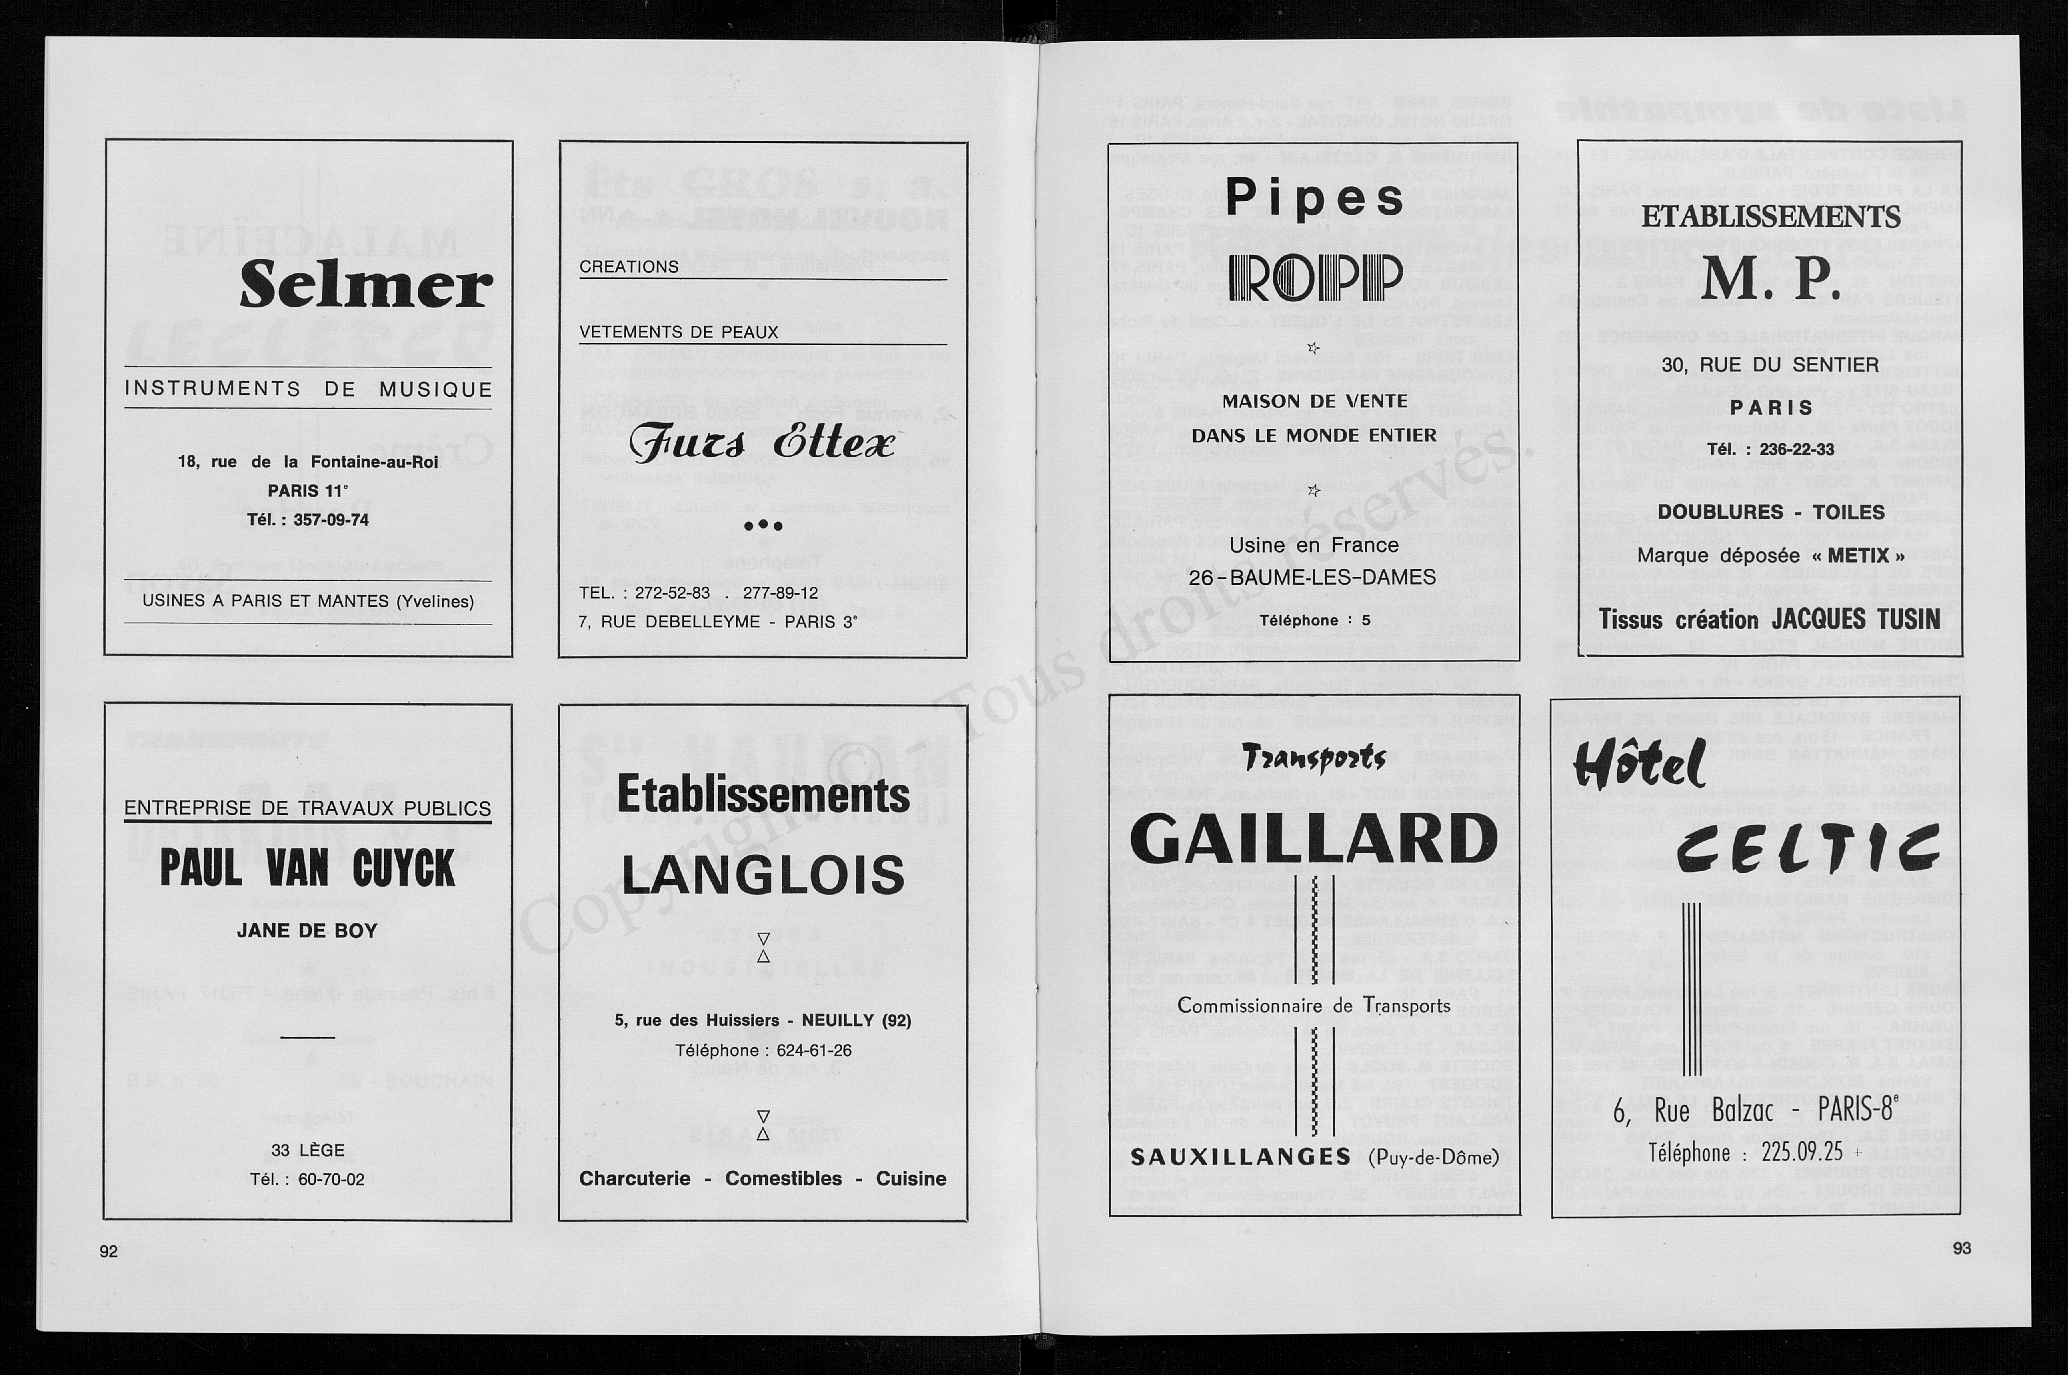 Selmer
INSTRUMENTS DE MUSIQUE
18, rue de la Fontaine-au-Roi
PARIS 11e
Tél. : 357-09-74
USINES A PARIS ET MANTES (Yvelines)
CREATIONS
VETEMENTS DE PEAUX
Furs Ettex
TEL. : 272-52-83 . 277-89-12
7, RUE DEBELLEYME - PARIS 3e
ENTREPRISE DE TRAVAUX PUBLICS
PAUL VAN CUYCK
JANE DE BOY
33 LÈGE
Tél. : 60-70-02
Etablissements
LANGLOIS
5, rue des Huissiers - NEUILLY (92)
Téléphone : 624-61-26
Charcuterie - Comestibles - Cuisine
92
Pipes
ROPP
MAISON DE VENTE
DANS LE MONDE ENTIER
Usine en France
26-BAUME-LES-DAMES
Téléphone : 5
ETABLISSEMENTS
M. P.
30, RUE DU SENTIER
PARIS
Tél. : 236-22-33
DOUBLURES - TOILES
Marque déposée « METIX »
Tissus création JACQUES TUSIN
Transports
GAILLARD
Commissionnaire de Transports
SAUXILLANGES (Puy-de-Dôme)
Hôtel
CELTIC
6, Rue Balzac - PARIS-8e
Téléphone : 225.09.25 +
93
Copyright © - Tous droits réservés.